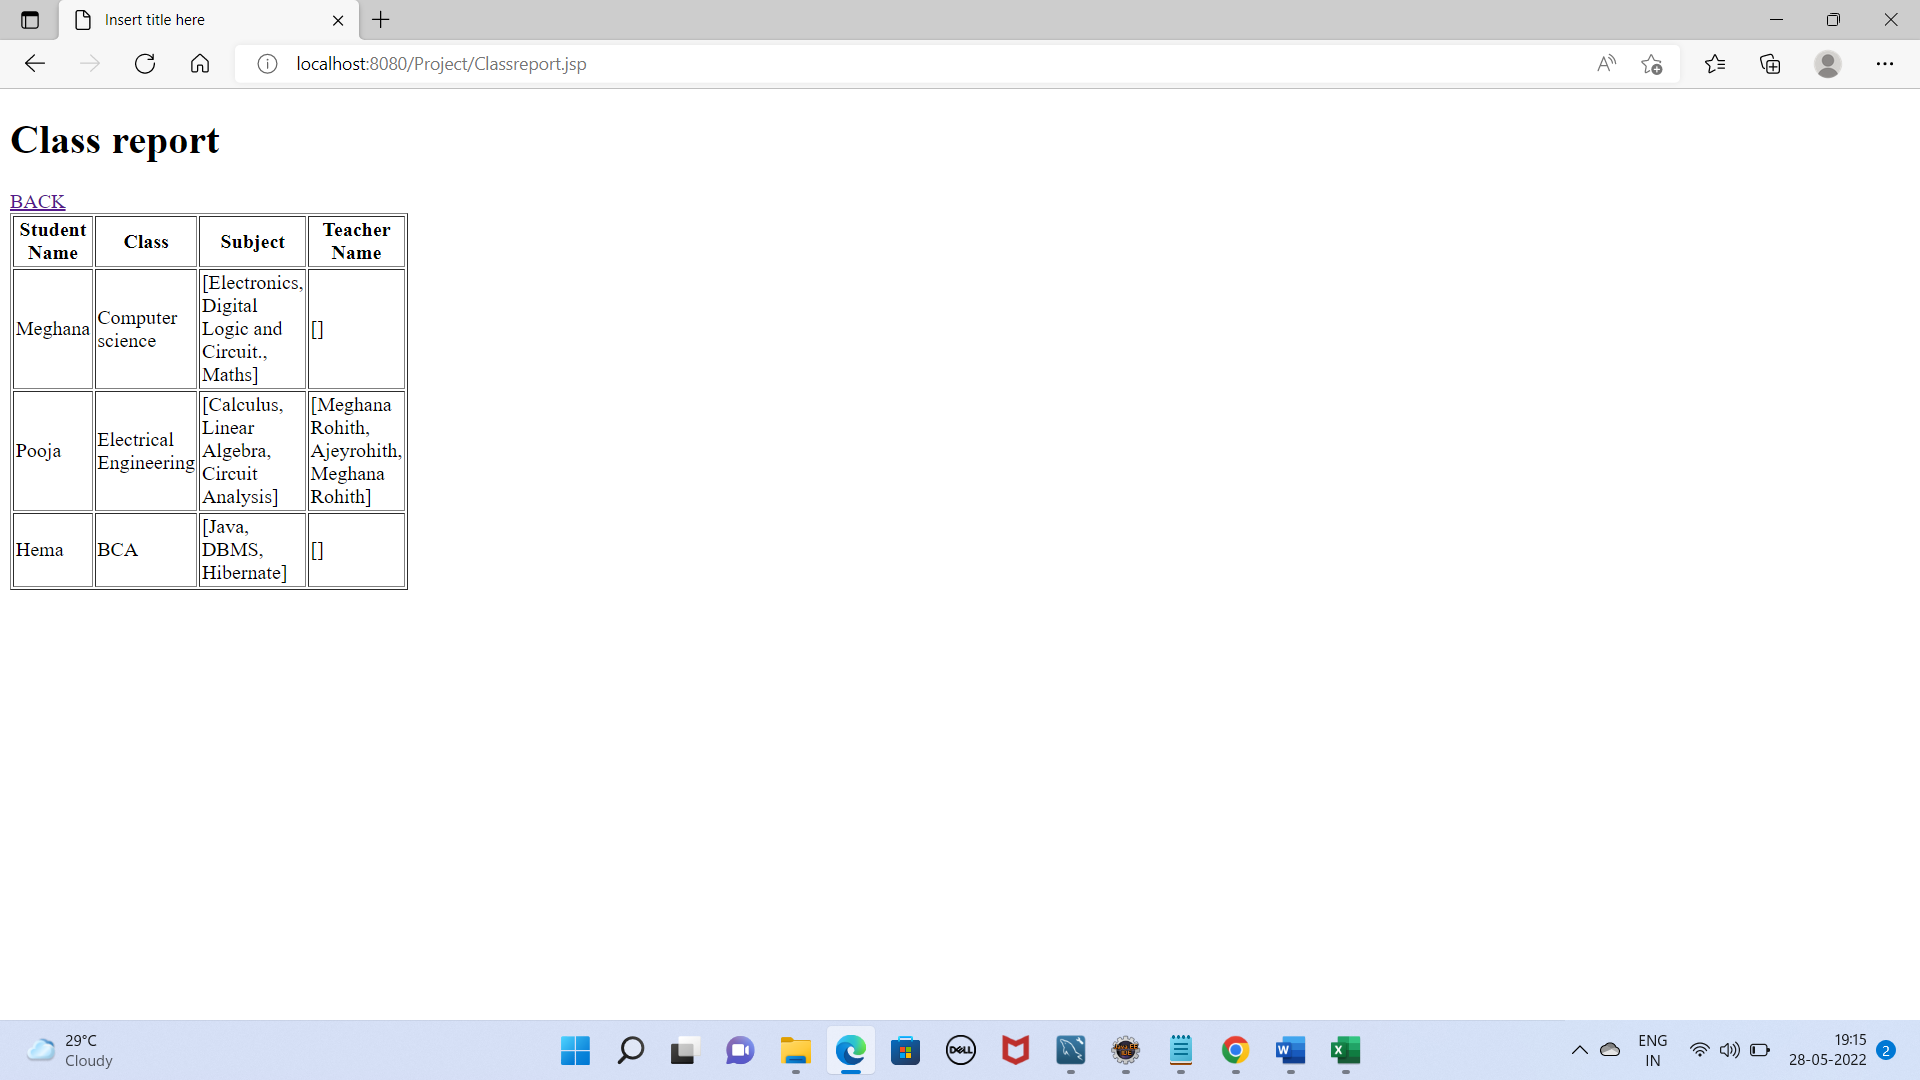 Insert title here
localhost:8080/Project/Classreport.jsp
Class report
BACK
Student
Name
Class
Subject
Teacher
Name
Meghana
Computer
science
[Electronics,
Digital
Logic and
Circuit.,
Maths]
[]
Pooja
Electrical
Engineering
[Calculus,
Linear
Algebra,
Circuit
Analysis]
[Meghana
Rohith,
Ajeyrohith,
Meghana
Rohith]
Hema
BCA
[Java,
DBMS,
Hibernate]
[]
29°C
Cloudy
DELL
W
X
ENG
IN
19:15
28-05-2022
2